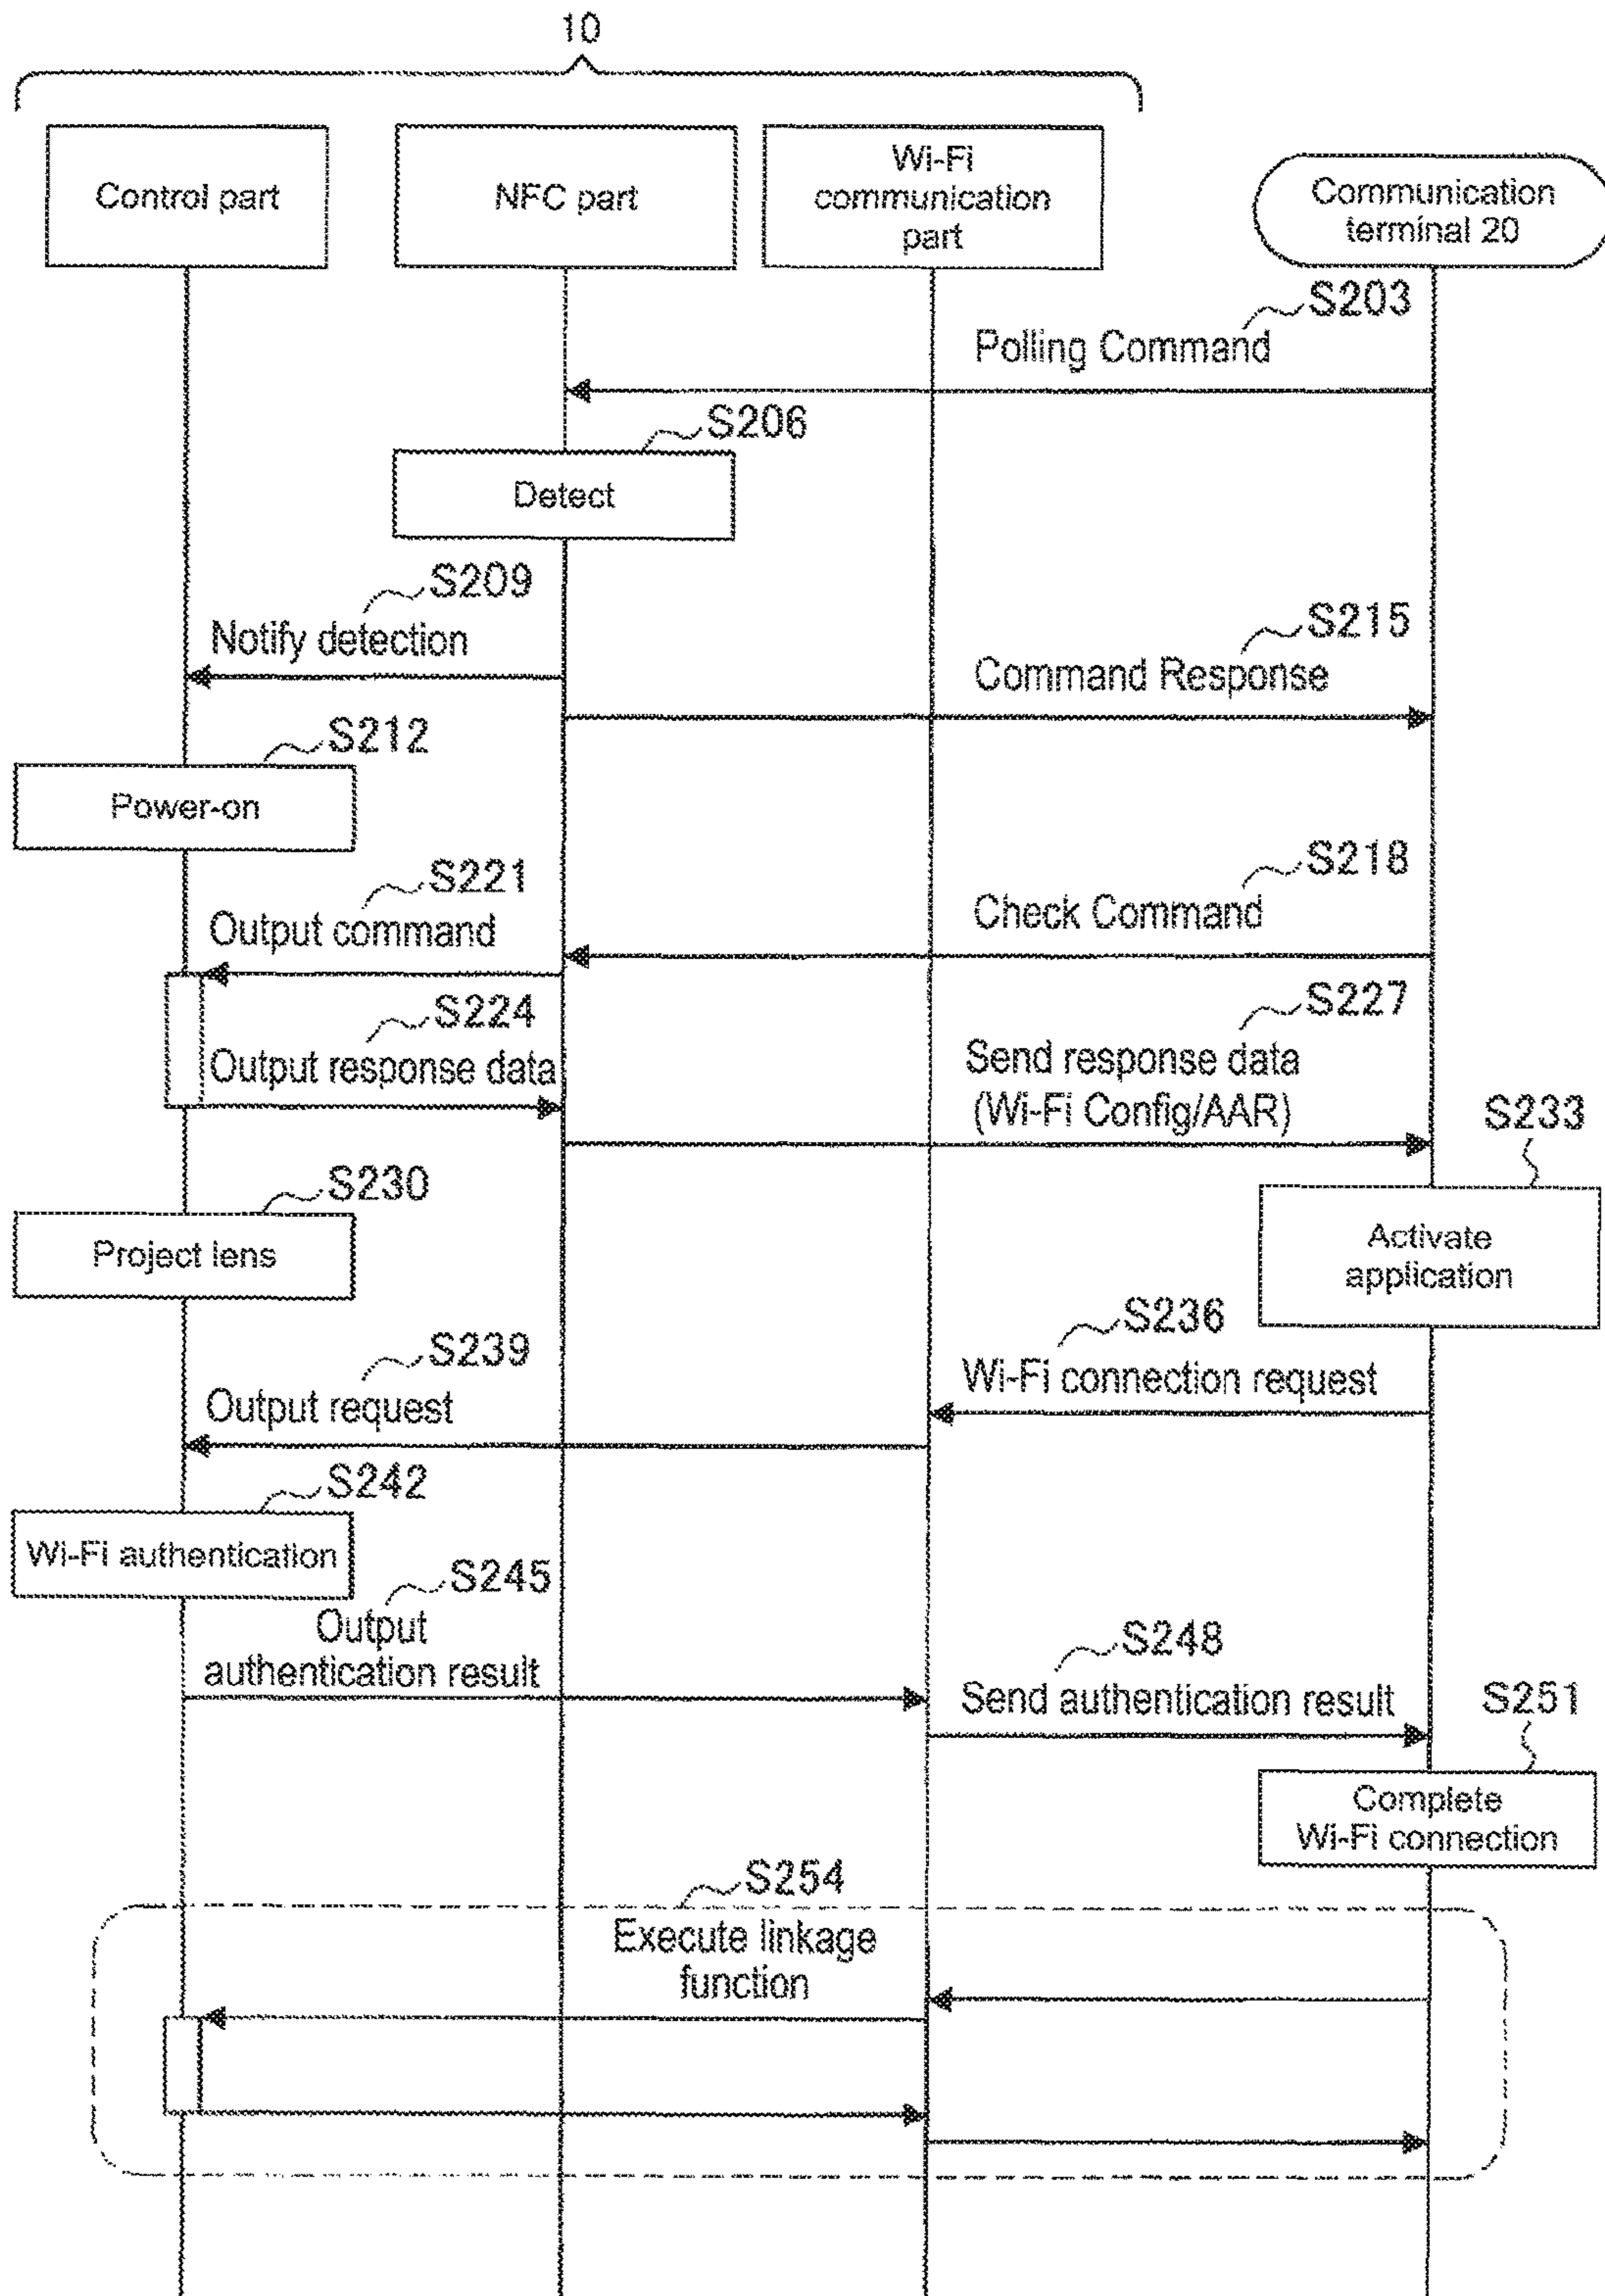 10
Control part
NFC part
Wi-Fi
communication
part
Communication
terminal 20
S203
Polling Command
S206
Detect
S209
Notify detection
S215
Command Response
S212
Power-on
S218
Check Command
S221
Output command
S224
Output response data
S227
Send response data
(Wi-Fi Config/AAR)
S233
Activate
application
S230
Project lens
S236
Wi-Fi connection request
S239
Output request
S242
Wi-Fi authentication
S245
Output
authentication result
S248
Send authentication result
S251
Complete
Wi-Fi connection
S254
Execute linkage
function